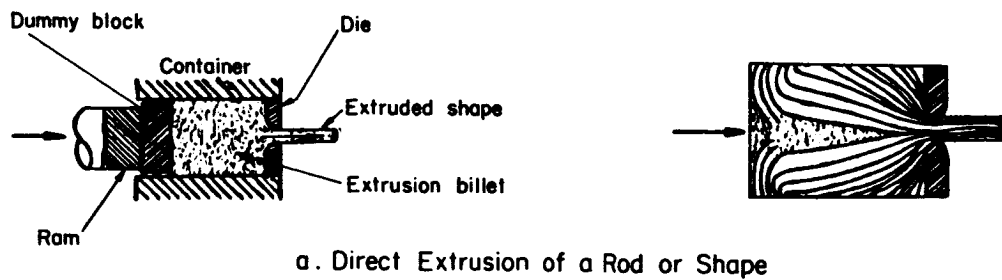 Dummy block
Die
Container
Extruded shape
Extrusion billet
Ram
a. Direct Extrusion of a Rod or Shape